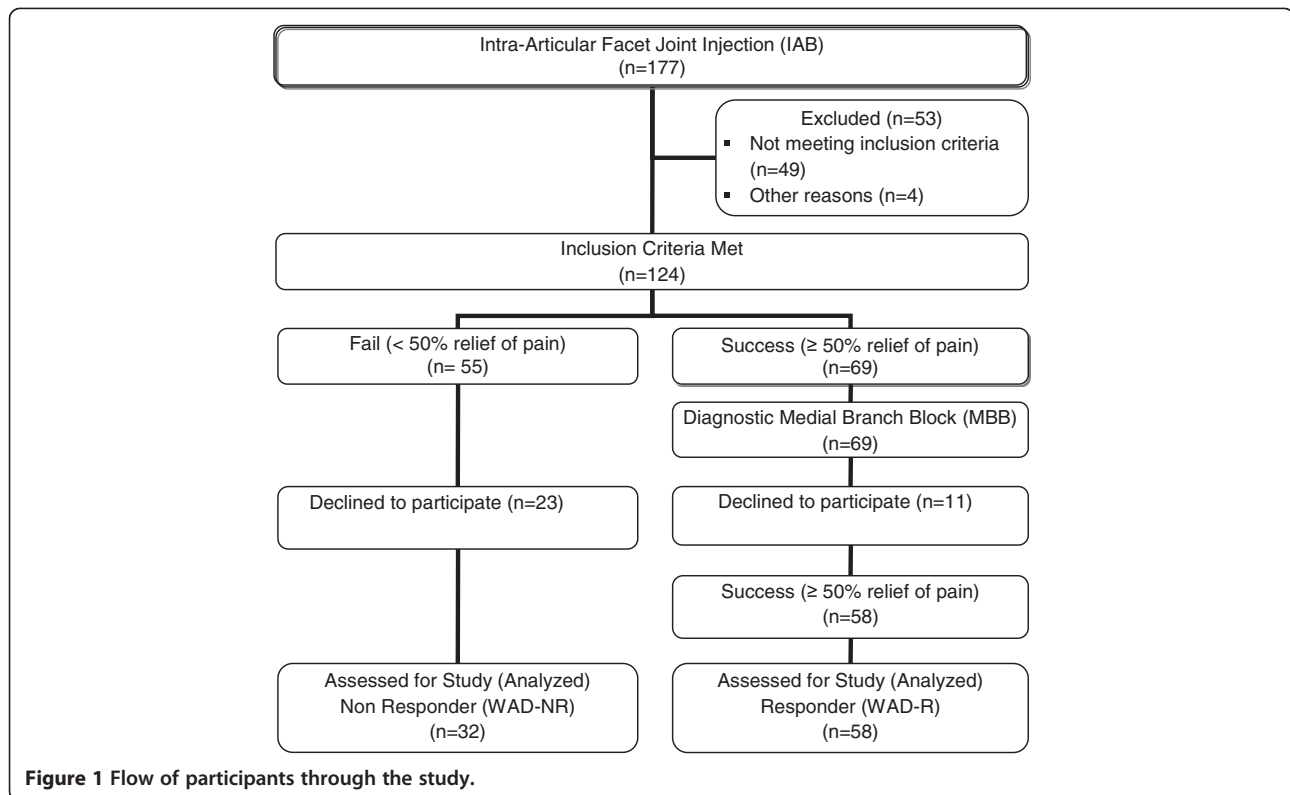 Intra-Articular Facet Joint Injection (IAB)
(n=177)
Excluded (n=53)
▪ Not meeting inclusion criteria
(n=49)
▪ Other reasons (n=4)
Inclusion Criteria Met
(n=124)
Fail (< 50% relief of pain)
(n= 55)
Success (≥ 50% relief of pain)
(n=69)
Diagnostic Medial Branch Block (MBB)
(n=69)
Declined to participate (n=23)
Declined to participate (n=11)
Success (≥ 50% relief of pain)
(n=58)
Assessed for Study (Analyzed)
Non Responder (WAD-NR)
(n=32)
Assessed for Study (Analyzed)
Responder (WAD-R)
(n=58)
Figure 1 Flow of participants through the study.